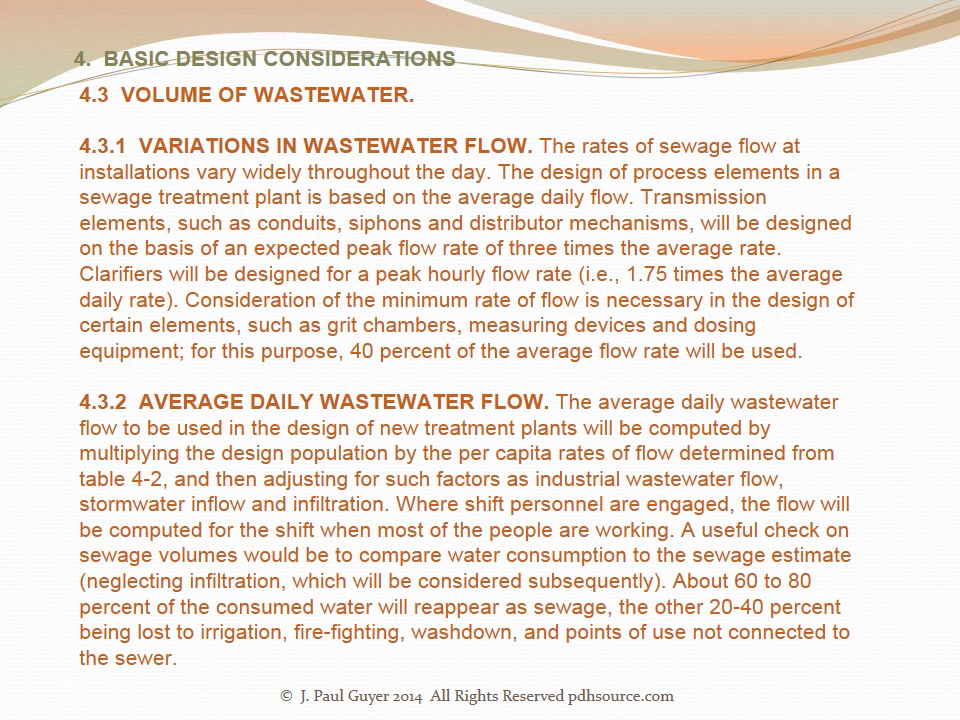 4.  BASIC DESIGN CONSIDERATIONS
4.3  VOLUME OF WASTEWATER.
4.3.1  VARIATIONS IN WASTEWATER FLOW. The rates of sewage flow at
installations vary widely throughout the day. The design of process elements in a
sewage treatment plant is based on the average daily flow. Transmission
elements, such as conduits, siphons and distributor mechanisms, will be designed
on the basis of an expected peak flow rate of three times the average rate.
Clarifiers will be designed for a peak hourly flow rate (i.e., 1.75 times the average
daily rate). Consideration of the minimum rate of flow is necessary in the design of
certain elements, such as grit chambers, measuring devices and dosing
equipment; for this purpose, 40 percent of the average flow rate will be used.
4.3.2  AVERAGE DAILY WASTEWATER FLOW. The average daily wastewater
flow to be used in the design of new treatment plants will be computed by
multiplying the design population by the per capita rates of flow determined from
table 4-2, and then adjusting for such factors as industrial wastewater flow,
stormwater inflow and infiltration. Where shift personnel are engaged, the flow will
be computed for the shift when most of the people are working. A useful check on
sewage volumes would be to compare water consumption to the sewage estimate
(neglecting infiltration, which will be considered subsequently). About 60 to 80
percent of the consumed water will reappear as sewage, the other 20-40 percent
being lost to irrigation, fire-fighting, washdown, and points of use not connected to
the sewer.
© J. Paul Guyer 2014  All Rights Reserved pdhsource.com